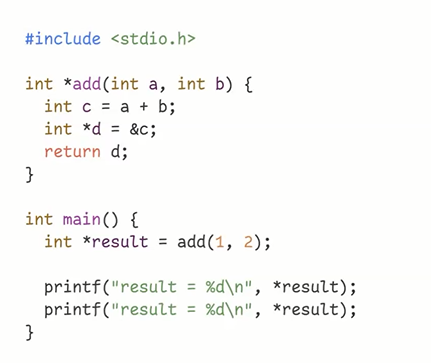 #include <stdio.h>
int *add(int a, int b) {
int c = a + b;
int *d = &c;
return d;
}
int main() {
int *result = add(1, 2);
printf("result = %d\n", *result);
printf("result = %d\n", *result);
}